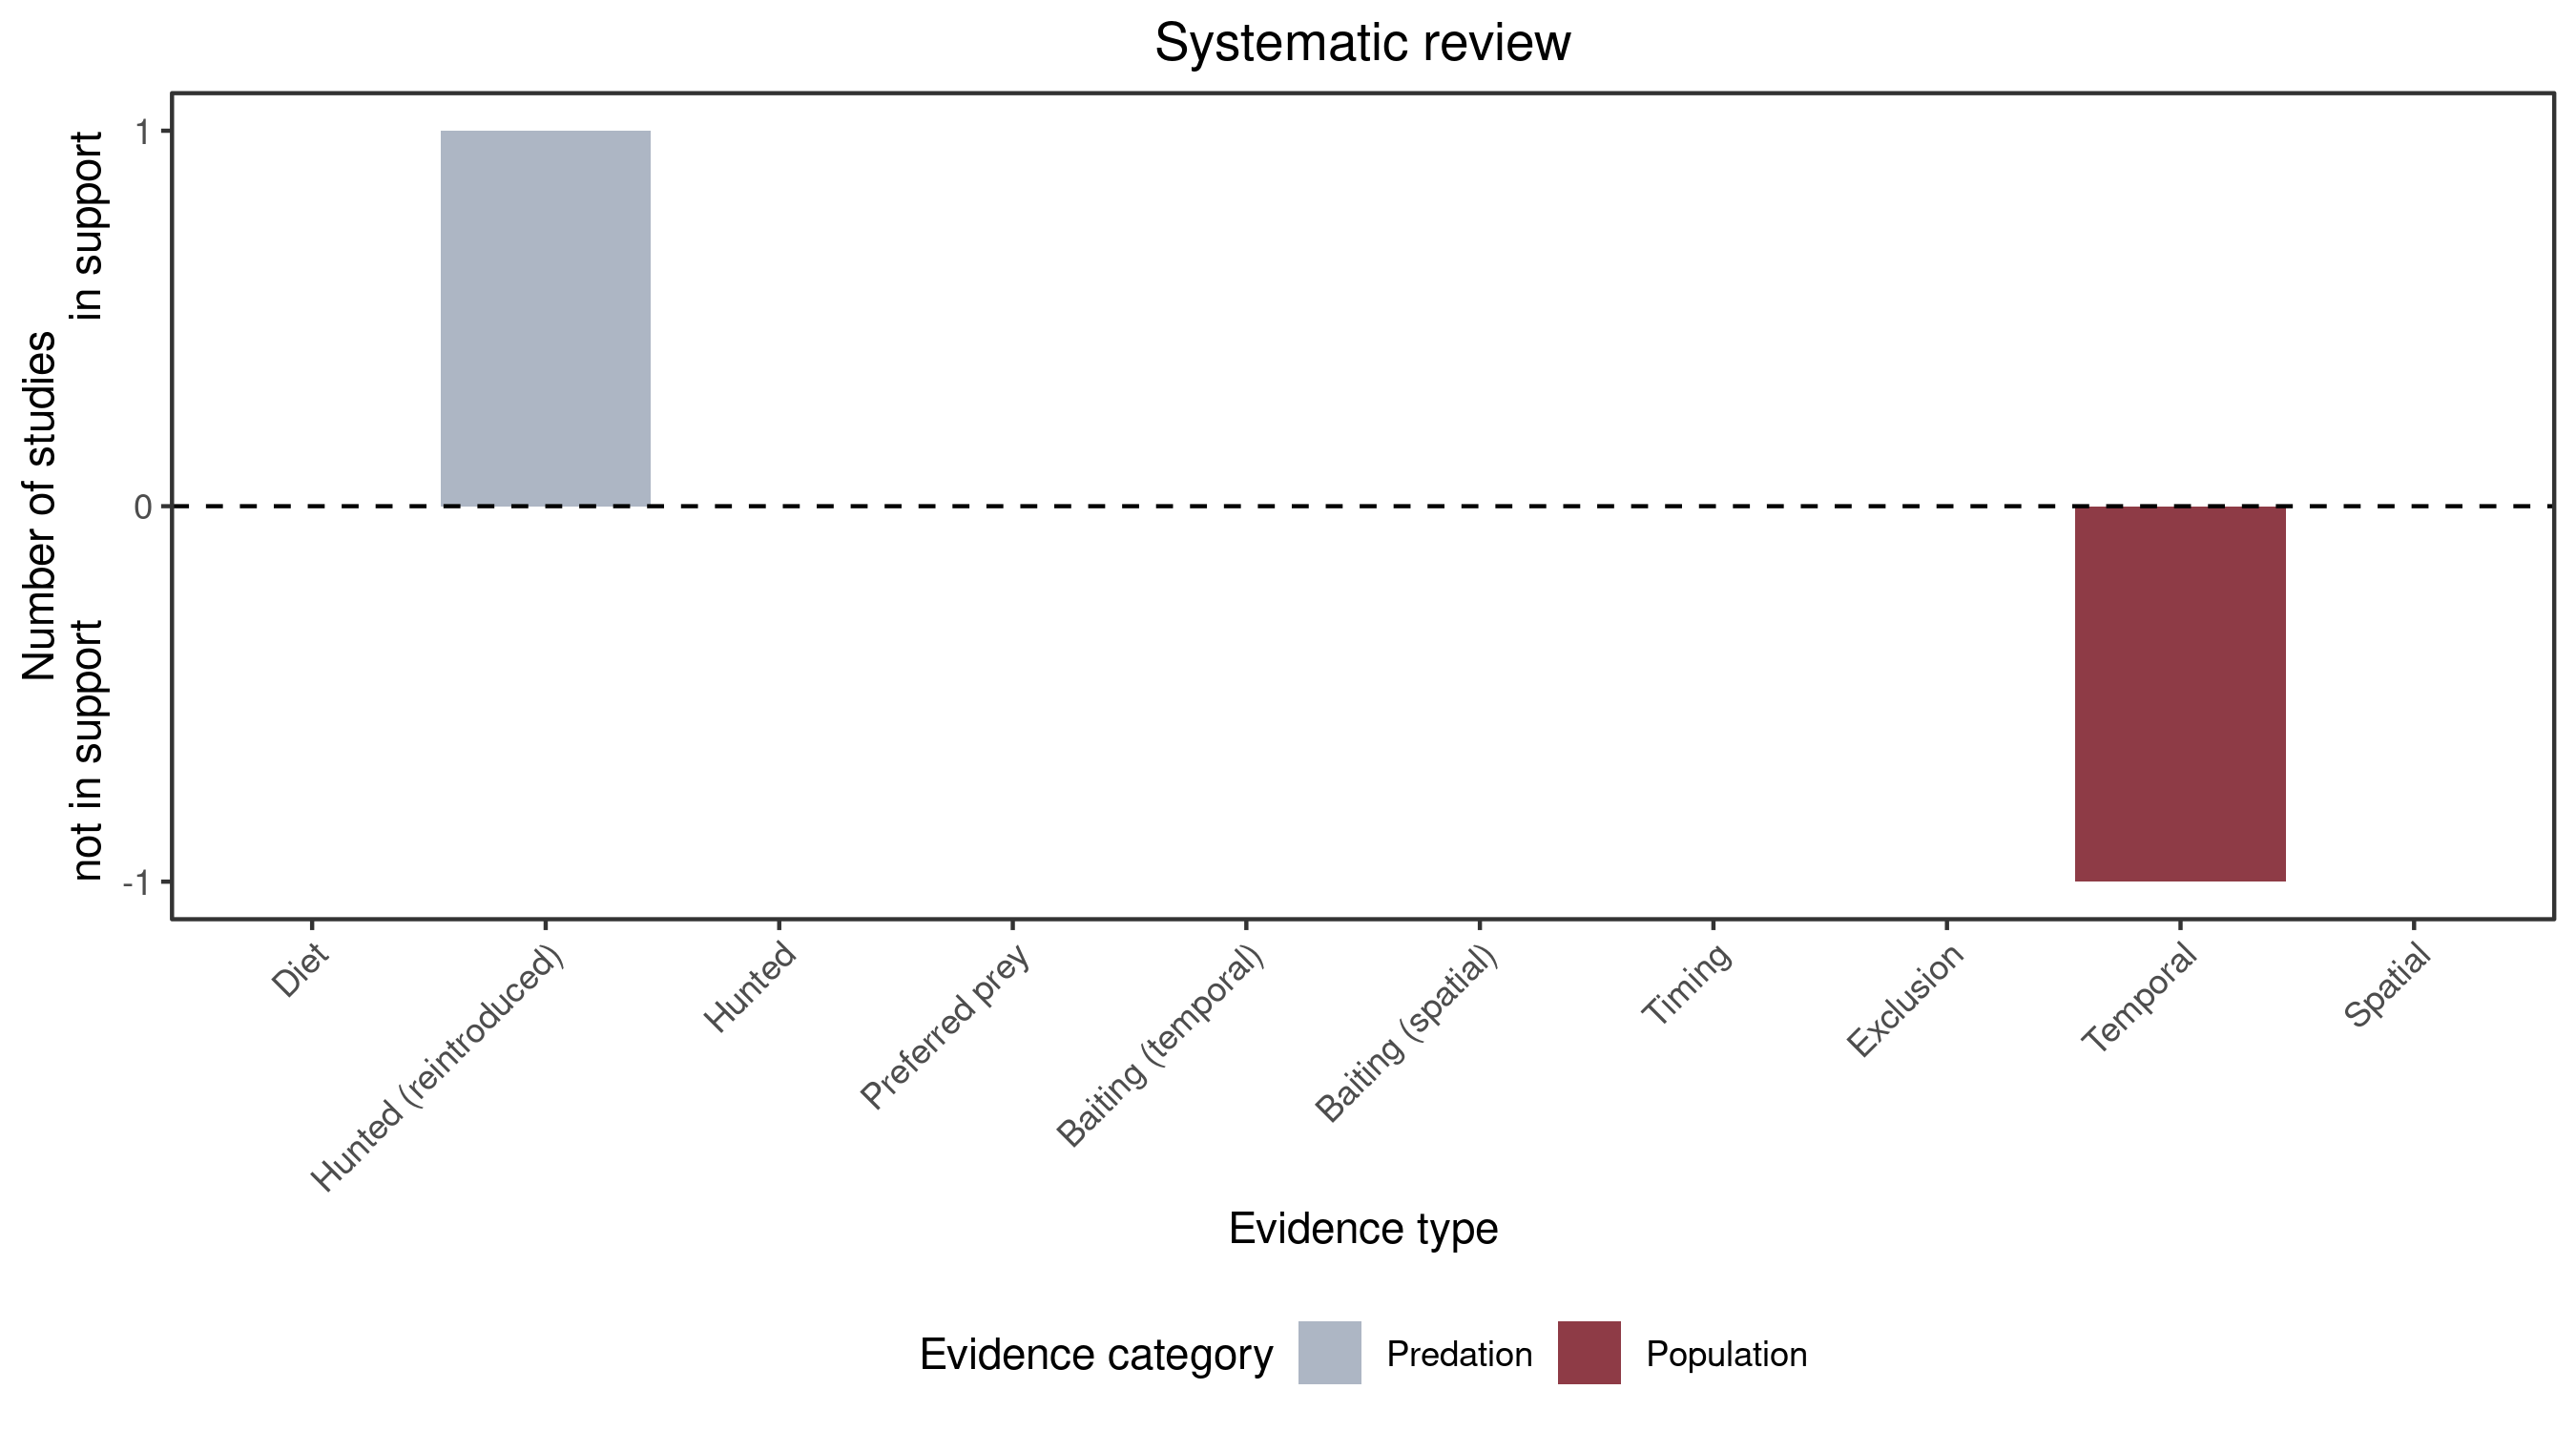 Systematic review
Number of studies
not in support in support
1
0
-1
Diet
Hunted (reintroduced)
Hunted
Preferred prey
Baiting (temporal)
Baiting (spatial)
Timing
Exclusion
Temporal
Spatial
Evidence type
Evidence category Predation Population